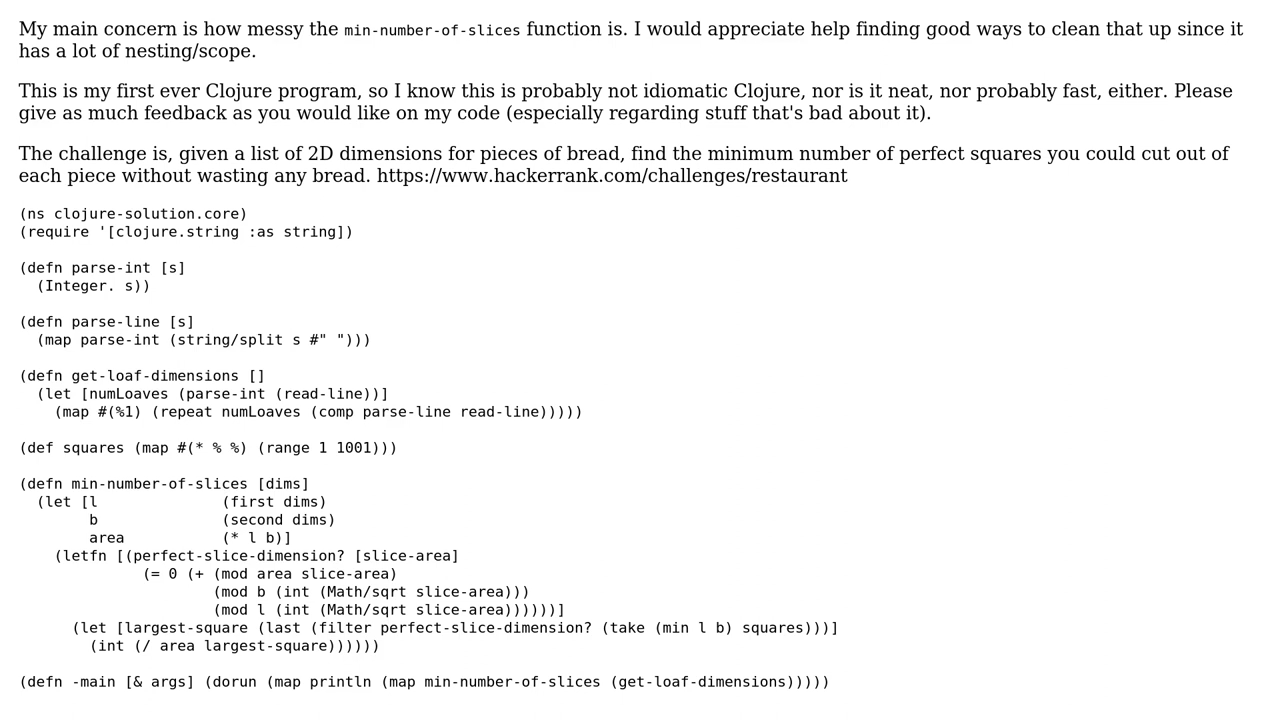 My main concern is how messy the min-number-of-slices function is. I would appreciate help finding good ways to clean that up since it
has a lot of nesting/scope.
This is my first ever Clojure program, so I know this is probably not idiomatic Clojure, nor is it neat, nor probably fast, either. Please
give as much feedback as you would like on my code (especially regarding stuff that's bad about it).
The challenge is, given a list of 2D dimensions for pieces of bread, find the minimum number of perfect squares you could cut out of
each piece without wasting any bread. https://www.hackerrank.com/challenges/restaurant
(ns clojure-solution.core)
(require '[clojure.string :as string])
(defn parse-int [s]
  (Integer. s))
(defn parse-line [s]
  (map parse-int (string/split s #" ")))
(defn get-loaf-dimensions []
  (let [numLoaves (parse-int (read-line))]
    (map #(%1) (repeat numLoaves (comp parse-line read-line)))))
(def squares (map #(* % %) (range 1 1001)))
(defn min-number-of-slices [dims]
  (let [l              (first dims)
        b              (second dims)
        area           (* l b)]
    (letfn [(perfect-slice-dimension? [slice-area]
              (= 0 (+ (mod area slice-area)
                      (mod b (int (Math/sqrt slice-area)))
                      (mod l (int (Math/sqrt slice-area))))))]
      (let [largest-square (last (filter perfect-slice-dimension? (take (min l b) squares)))]
        (int (/ area largest-square))))))
(defn -main [& args] (dorun (map println (map min-number-of-slices (get-loaf-dimensions)))))